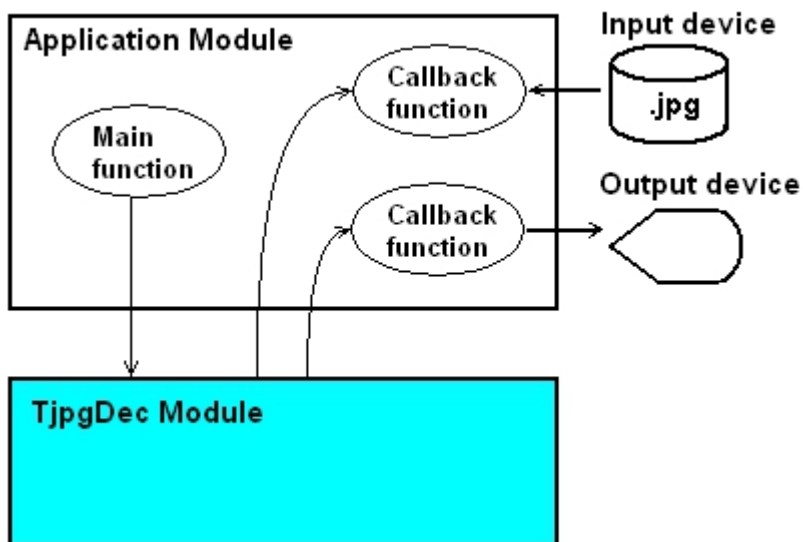 Application Module
Input device
Callback
function
.jpg
Main
function
Output device
Callback
function
TjpgDec Module